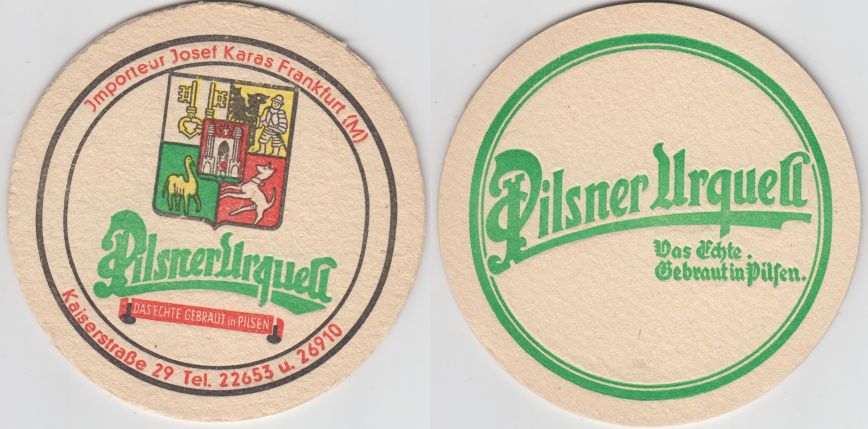 Importeur Josef Karas Frankfurt (M)
Pilsner Urquell
DAS ECHTE GEBRAUT in PILSEN
Kaiserstraße 29 Tel. 22653 u. 26910
Pilsner Urquell
Das Echte.
Gebraut in Pilsen.